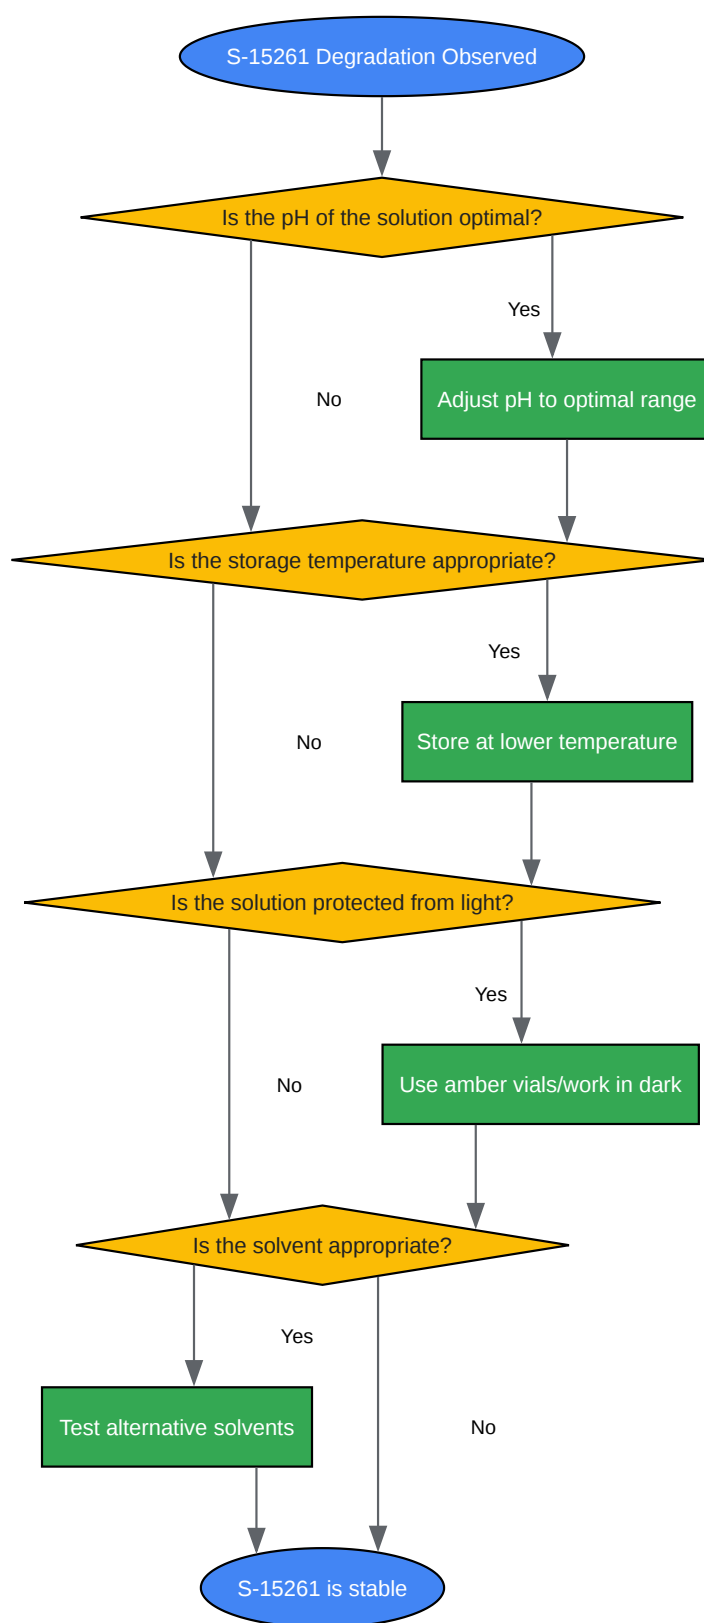 S-15261 Degradation Observed
Is the pH of the solution optimal?
Yes
No
Adjust pH to optimal range
Is the storage temperature appropriate?
Yes
No
Store at lower temperature
Is the solution protected from light?
Yes
No
Use amber vials/work in dark
Is the solvent appropriate?
Yes
Test alternative solvents
No
S-15261 is stable